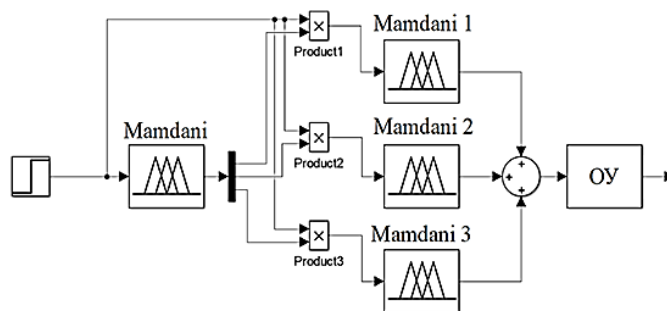 Mamdani 1
×
Product1
Mamdani
Mamdani 2
×
Product2
+
+
+
ОУ
Mamdani 3
×
Product3